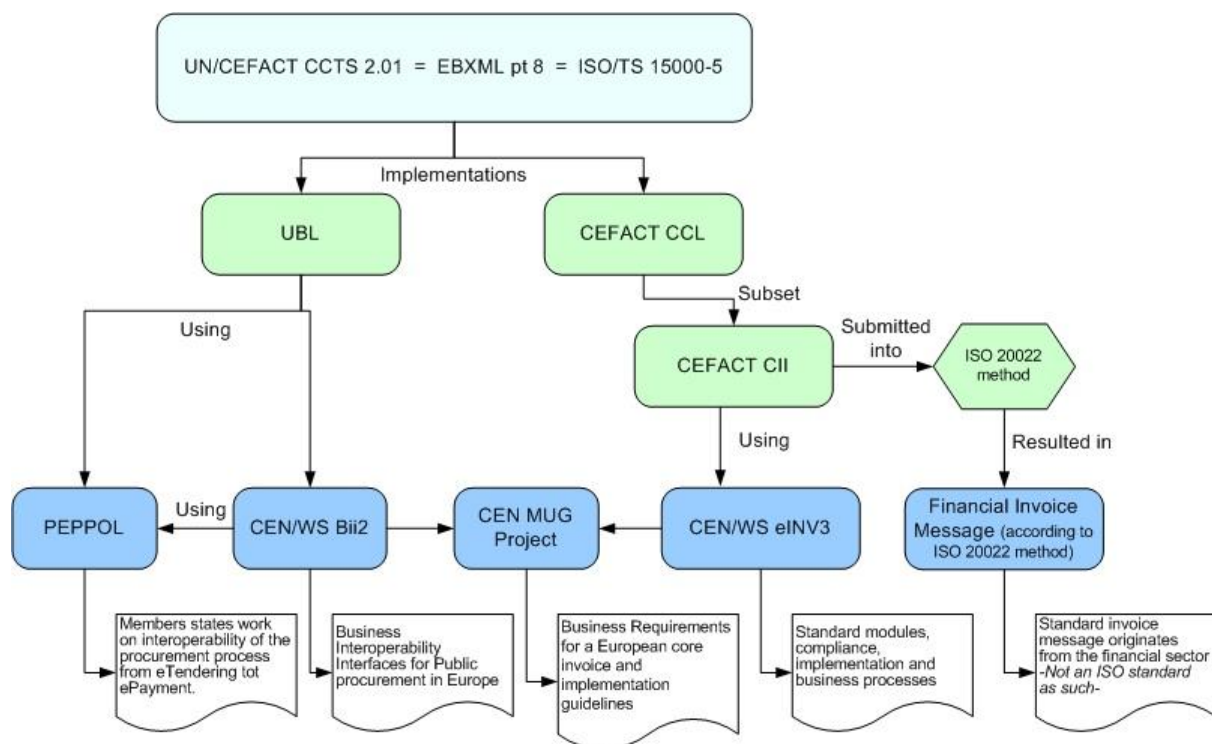 UN/CEFACT CCTS 2.01 = EBXML pt 8 = ISO/TS 15000-5
Implementations
UBL
CEFACT CCL
Subset
Using
Submitted
into
CEFACT CII
ISO 20022
method
Using
Resulted in
PEPPOL
Using
CEN/WS Bii2
CEN MUG
Project
CEN/WS eINV3
Financial Invoice
Message (according to
ISO 20022 method)
Members states work
on interoperability of the
procurement process
from eTendering tot
ePayment.
Business
Interoperability
Interfaces for Public
procurement in Europe
Business Requirements
for a European core
invoice and
implementation
guidelines
Standard modules,
compliance,
implementation and
business processes
Standard invoice
message originates
from the financial sector
-Not an ISO standard
as such-